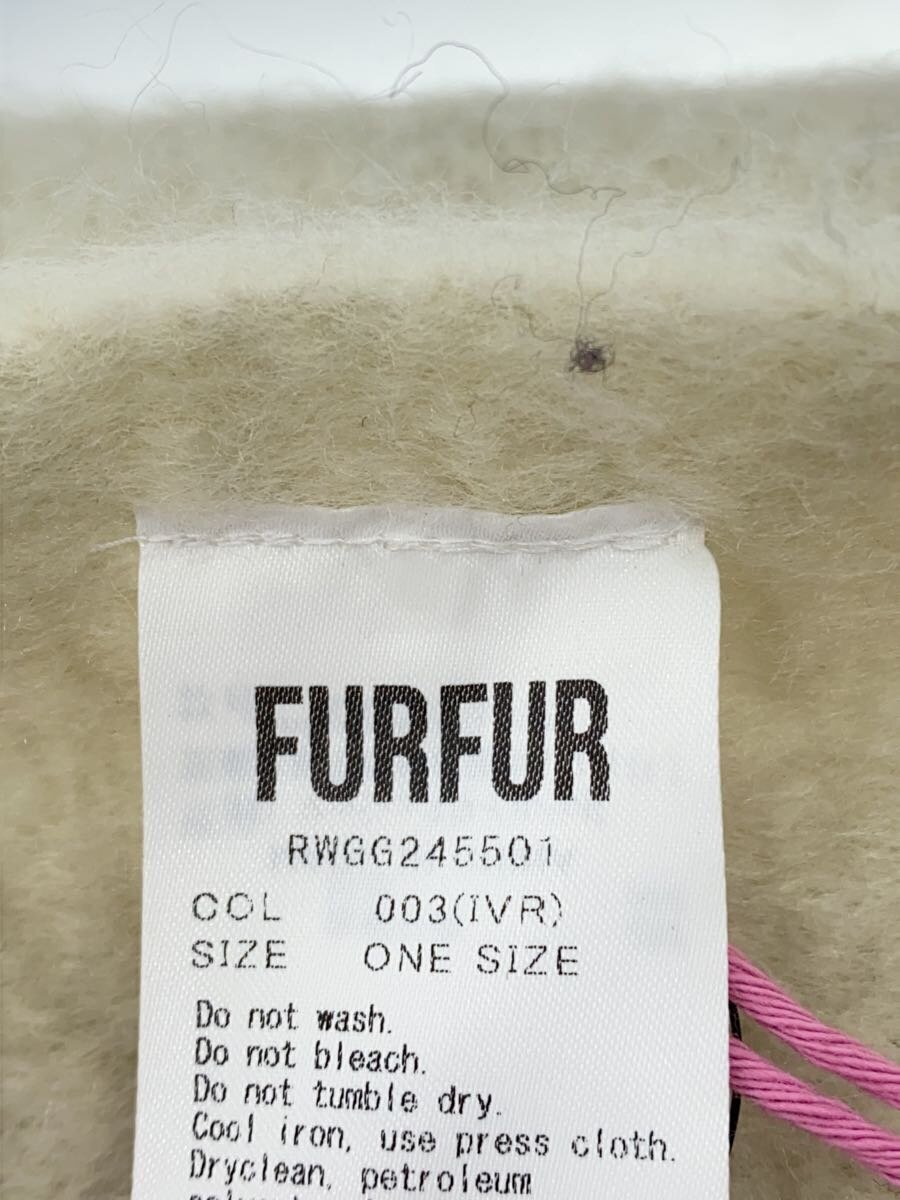 FURFUR
RWGG245501
COL 003(IVR)
SIZE ONE SIZE
Do not wash.
Do not bleach.
Do not tumble dry.
Cool iron, use press cloth.
Dryclean, petroleum